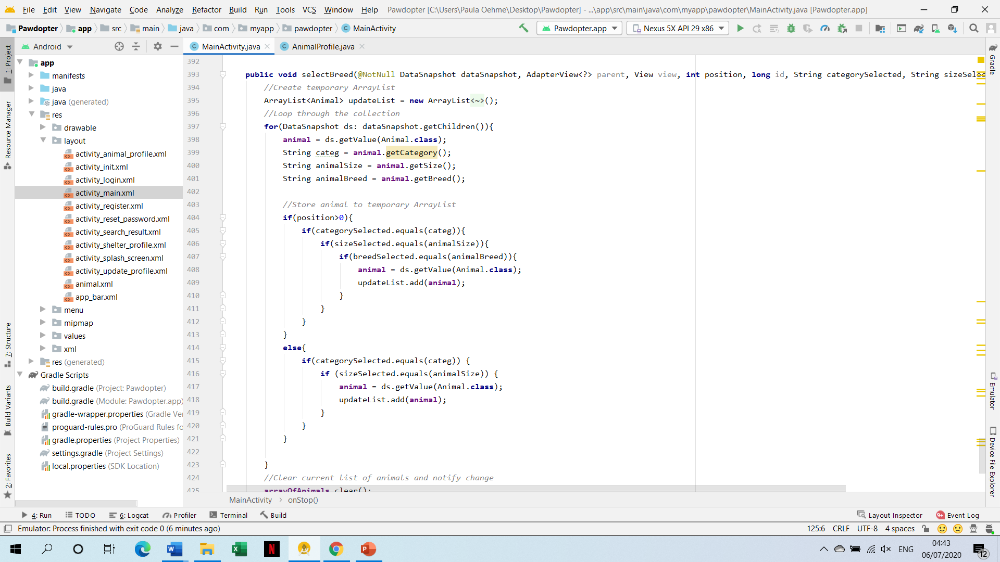 File Edit View Navigate Code Analyze Refactor Build Run Tools VCS Window Help Pawdopter [C:\Users\Paula Oehme\Desktop\Pawdopter] - ...\app\src\main\java\com\myapp\pawdopter\MainActivity.java [Pawdopter.app]
Pawdopter app src main java com myapp pawdopter MainActivity Pawdopter.app Nexus 5X API 29 x86
Android MainActivity.java AnimalProfile.java
1: Project
Resource Manager
7: Structure
Build Variants
2: Favorites
app
manifests
java
java (generated)
res
drawable
layout
activity_animal_profile.xml
activity_init.xml
activity_login.xml
activity_main.xml
activity_register.xml
activity_reset_password.xml
activity_search_result.xml
activity_shelter_profile.xml
activity_splash_screen.xml
activity_update_profile.xml
animal.xml
app_bar.xml
menu
mipmap
values
xml
res (generated)
Gradle Scripts
build.gradle (Project: Pawdopter)
build.gradle (Module: Pawdopter.app)
gradle-wrapper.properties (Gradle Ve
proguard-rules.pro (ProGuard Rules fo
gradle.properties (Project Properties)
settings.gradle (Project Settings)
local.properties (SDK Location)
392
393 public void selectBreed(@NotNull DataSnapshot dataSnapshot, AdapterView<?> parent, View view, int position, long id, String categorySelected, String sizeSele
394 //Create temporary ArrayList
395 ArrayList<Animal> updateList = new ArrayList<~>();
396 //Loop through the collection
397 for(DataSnapshot ds: dataSnapshot.getChildren()){
398 animal = ds.getValue(Animal.class);
399 String categ = animal.getCategory();
400 String animalSize = animal.getSize();
401 String animalBreed = animal.getBreed();
402
403 //Store animal to temporary ArrayList
404 if(position>0){
405 if(categorySelected.equals(categ)){
406 if(sizeSelected.equals(animalSize)){
407 if(breedSelected.equals(animalBreed)){
408 animal = ds.getValue(Animal.class);
409 updateList.add(animal);
410 }
411 }
412 }
413 }
414 else{
415 if(categorySelected.equals(categ)) {
416 if (sizeSelected.equals(animalSize)) {
417 animal = ds.getValue(Animal.class);
418 updateList.add(animal);
419 }
420 }
421 }
422
423 }
424 //Clear current list of animals and notify change
425 arrayOfAnimals.clear();
MainActivity onStop()
Gradle
Emulator
Device File Explorer
4: Run TODO 6: Logcat Profiler Terminal Build Layout Inspector 9+ Event Log
Emulator: Process finished with exit code 0 (6 minutes ago) 125:6 CRLF UTF-8 4 spaces
ENG 04:43
06/07/2020 12